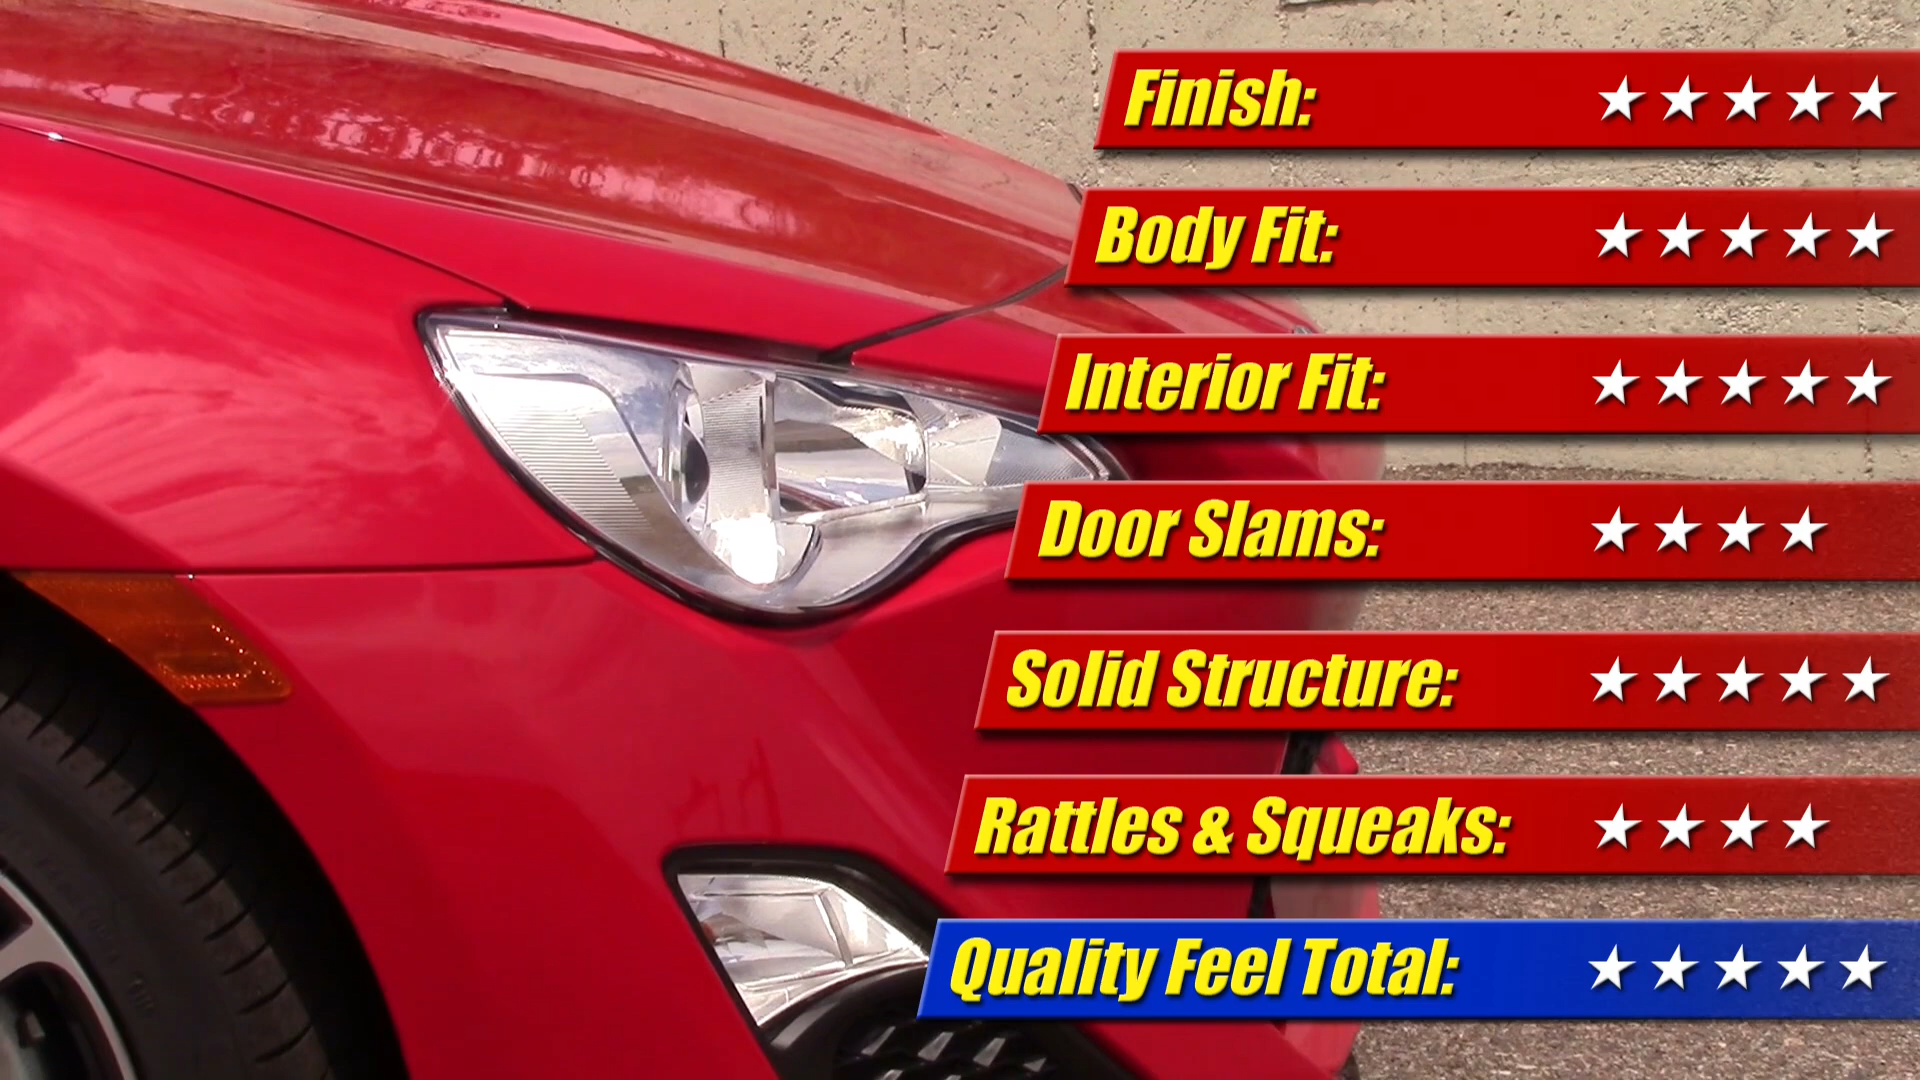 Finish: ★ ★ ★ ★ ★
Body Fit: ★ ★ ★ ★ ★
Interior Fit: ★ ★ ★ ★ ★
Door Slams: ★ ★ ★ ★
Solid Structure: ★ ★ ★ ★ ★
Rattles & Squeaks: ★ ★ ★ ★
Quality Feel Total: ★ ★ ★ ★ ★